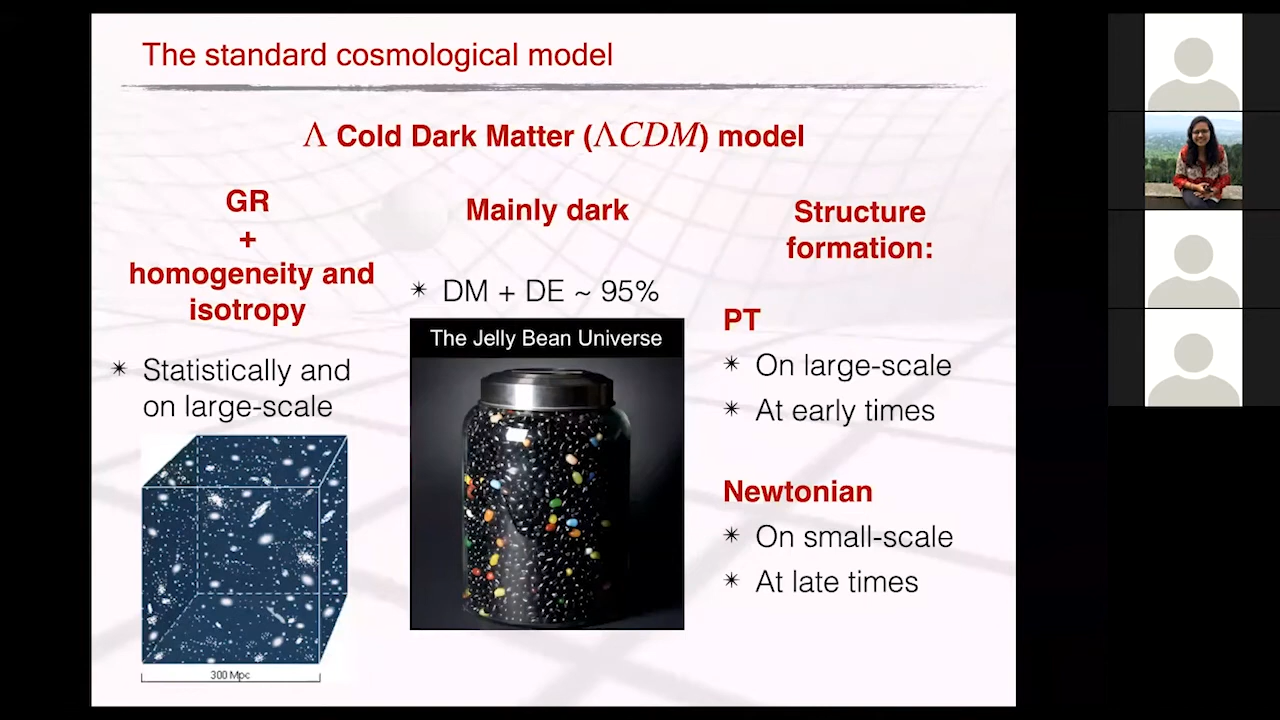 The standard cosmological model
Λ Cold Dark Matter (ΛCDM) model
GR
+
homogeneity and
isotropy
✴ Statistically and
on large-scale
300 Mpc
Mainly dark
✴ DM + DE ~ 95%
The Jelly Bean Universe
Structure
formation:
PT
✴ On large-scale
✴ At early times
Newtonian
✴ On small-scale
✴ At late times